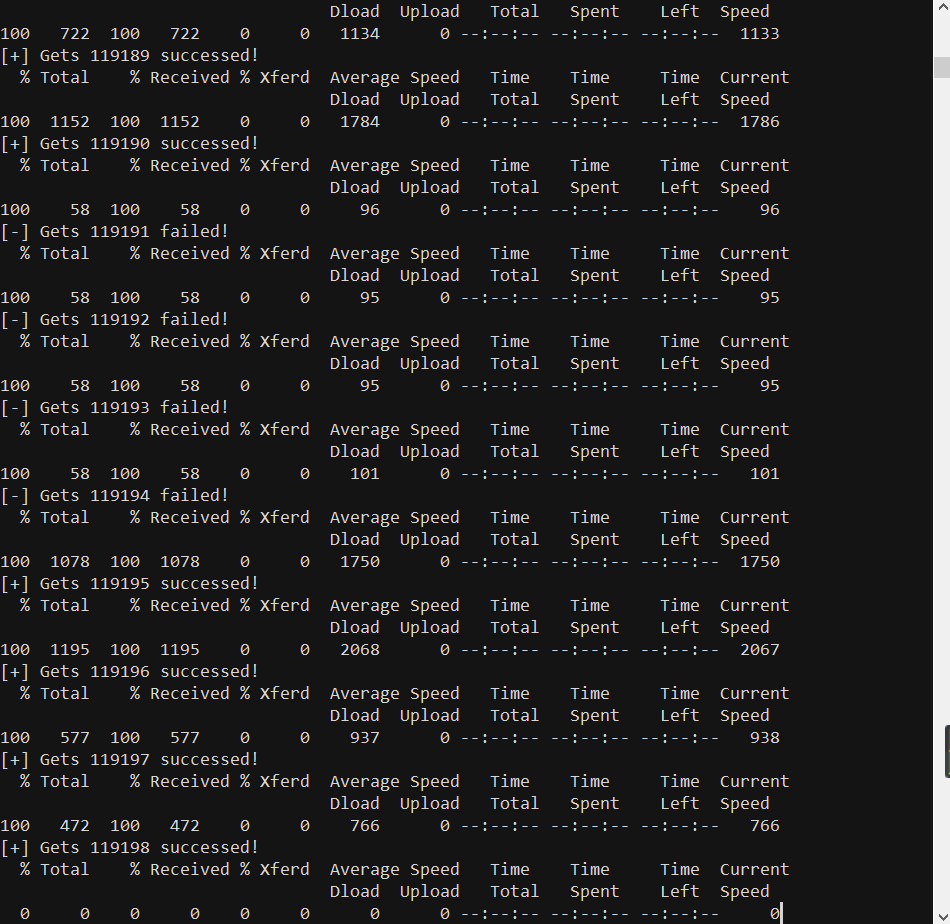 Dload  Upload   Total   Spent    Left  Speed
100   722  100   722    0     0   1134      0 --:--:-- --:--:-- --:--:--  1133
[+] Gets 119189 successed!
  % Total    % Received % Xferd  Average Speed   Time    Time     Time  Current
                                 Dload  Upload   Total   Spent    Left  Speed
100  1152  100  1152    0     0   1784      0 --:--:-- --:--:-- --:--:--  1786
[+] Gets 119190 successed!
  % Total    % Received % Xferd  Average Speed   Time    Time     Time  Current
                                 Dload  Upload   Total   Spent    Left  Speed
100    58  100    58    0     0     96      0 --:--:-- --:--:-- --:--:--    96
[-] Gets 119191 failed!
  % Total    % Received % Xferd  Average Speed   Time    Time     Time  Current
                                 Dload  Upload   Total   Spent    Left  Speed
100    58  100    58    0     0     95      0 --:--:-- --:--:-- --:--:--    95
[-] Gets 119192 failed!
  % Total    % Received % Xferd  Average Speed   Time    Time     Time  Current
                                 Dload  Upload   Total   Spent    Left  Speed
100    58  100    58    0     0     95      0 --:--:-- --:--:-- --:--:--    95
[-] Gets 119193 failed!
  % Total    % Received % Xferd  Average Speed   Time    Time     Time  Current
                                 Dload  Upload   Total   Spent    Left  Speed
100    58  100    58    0     0    101      0 --:--:-- --:--:-- --:--:--   101
[-] Gets 119194 failed!
  % Total    % Received % Xferd  Average Speed   Time    Time     Time  Current
                                 Dload  Upload   Total   Spent    Left  Speed
100  1078  100  1078    0     0   1750      0 --:--:-- --:--:-- --:--:--  1750
[+] Gets 119195 successed!
  % Total    % Received % Xferd  Average Speed   Time    Time     Time  Current
                                 Dload  Upload   Total   Spent    Left  Speed
100  1195  100  1195    0     0   2068      0 --:--:-- --:--:-- --:--:--  2067
[+] Gets 119196 successed!
  % Total    % Received % Xferd  Average Speed   Time    Time     Time  Current
                                 Dload  Upload   Total   Spent    Left  Speed
100   577  100   577    0     0    937      0 --:--:-- --:--:-- --:--:--   938
[+] Gets 119197 successed!
  % Total    % Received % Xferd  Average Speed   Time    Time     Time  Current
                                 Dload  Upload   Total   Spent    Left  Speed
100   472  100   472    0     0    766      0 --:--:-- --:--:-- --:--:--   766
[+] Gets 119198 successed!
  % Total    % Received % Xferd  Average Speed   Time    Time     Time  Current
                                 Dload  Upload   Total   Spent    Left  Speed
  0     0    0     0    0     0      0      0 --:--:-- --:--:-- --:--:--     0